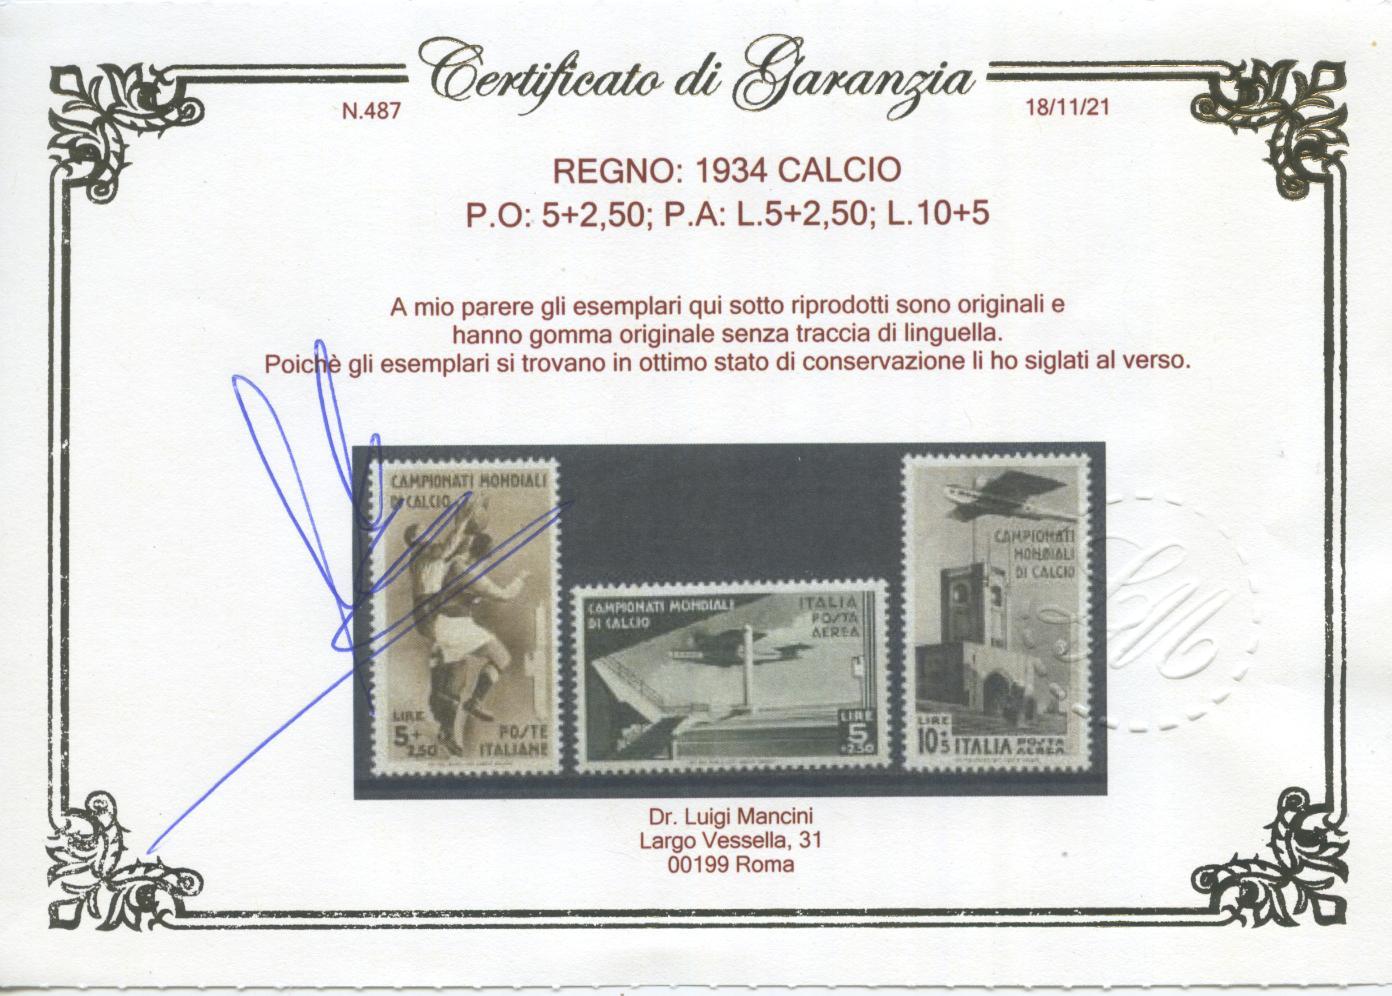 Certificato di Garanzia
N.487
18/11/21
REGNO: 1934 CALCIO
P.O: 5+2,50; P.A: L.5+2,50; L.10+5
A mio parere gli esemplari qui sotto riprodotti sono originali e
hanno gomma originale senza traccia di linguella.
Poichè gli esemplari si trovano in ottimo stato di conservazione li ho siglati al verso.
CAMPIONATI MONDIALI
DI CALCIO
LIRE
5+
2,50
POSTE
ITALIANE
CAMPIONATI MONDIALI
DI CALCIO
ITALIA
POSTA
AEREA
LIRE
5
+2,50
CAMPIONATI
MONDIALI
DI CALCIO
LIRE
10+5 ITALIA POSTA
AEREA
Dr. Luigi Mancini
Largo Vessella, 31
00199 Roma